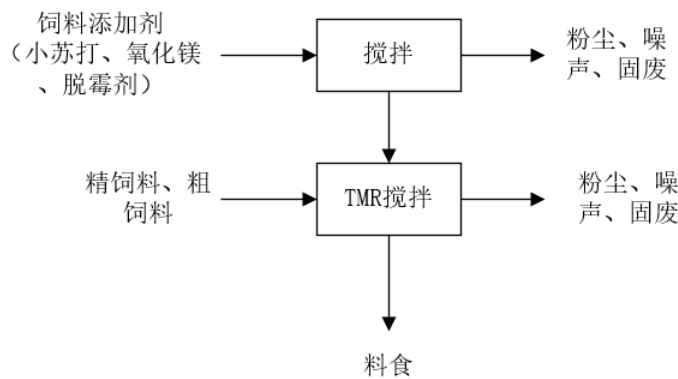 饲料添加剂
（小苏打、氧化镁
、脱霉剂）
搅拌
粉尘、噪
声、固废
精饲料、粗
饲料
TMR搅拌
粉尘、噪
声、固废
料食